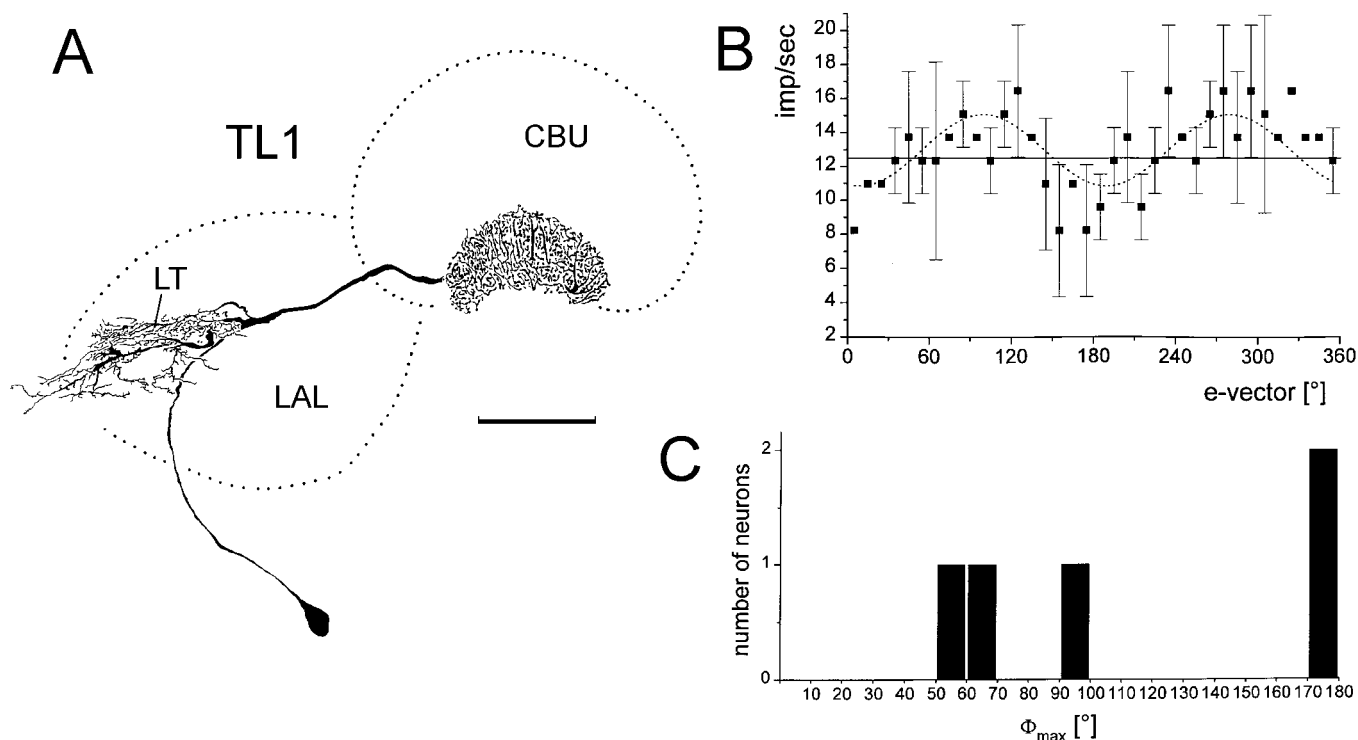 A
TL1
CBU
LT
LAL
B
imp/sec
20
18
16
14
12
10
8
6
4
2
0 60 120 180 240 300 360
e-vector [°]
C
number of neurons
2
1
0
10 20 30 40 50 60 70 80 90 100 110 120 130 140 150 160 170 180
Φmax [°]